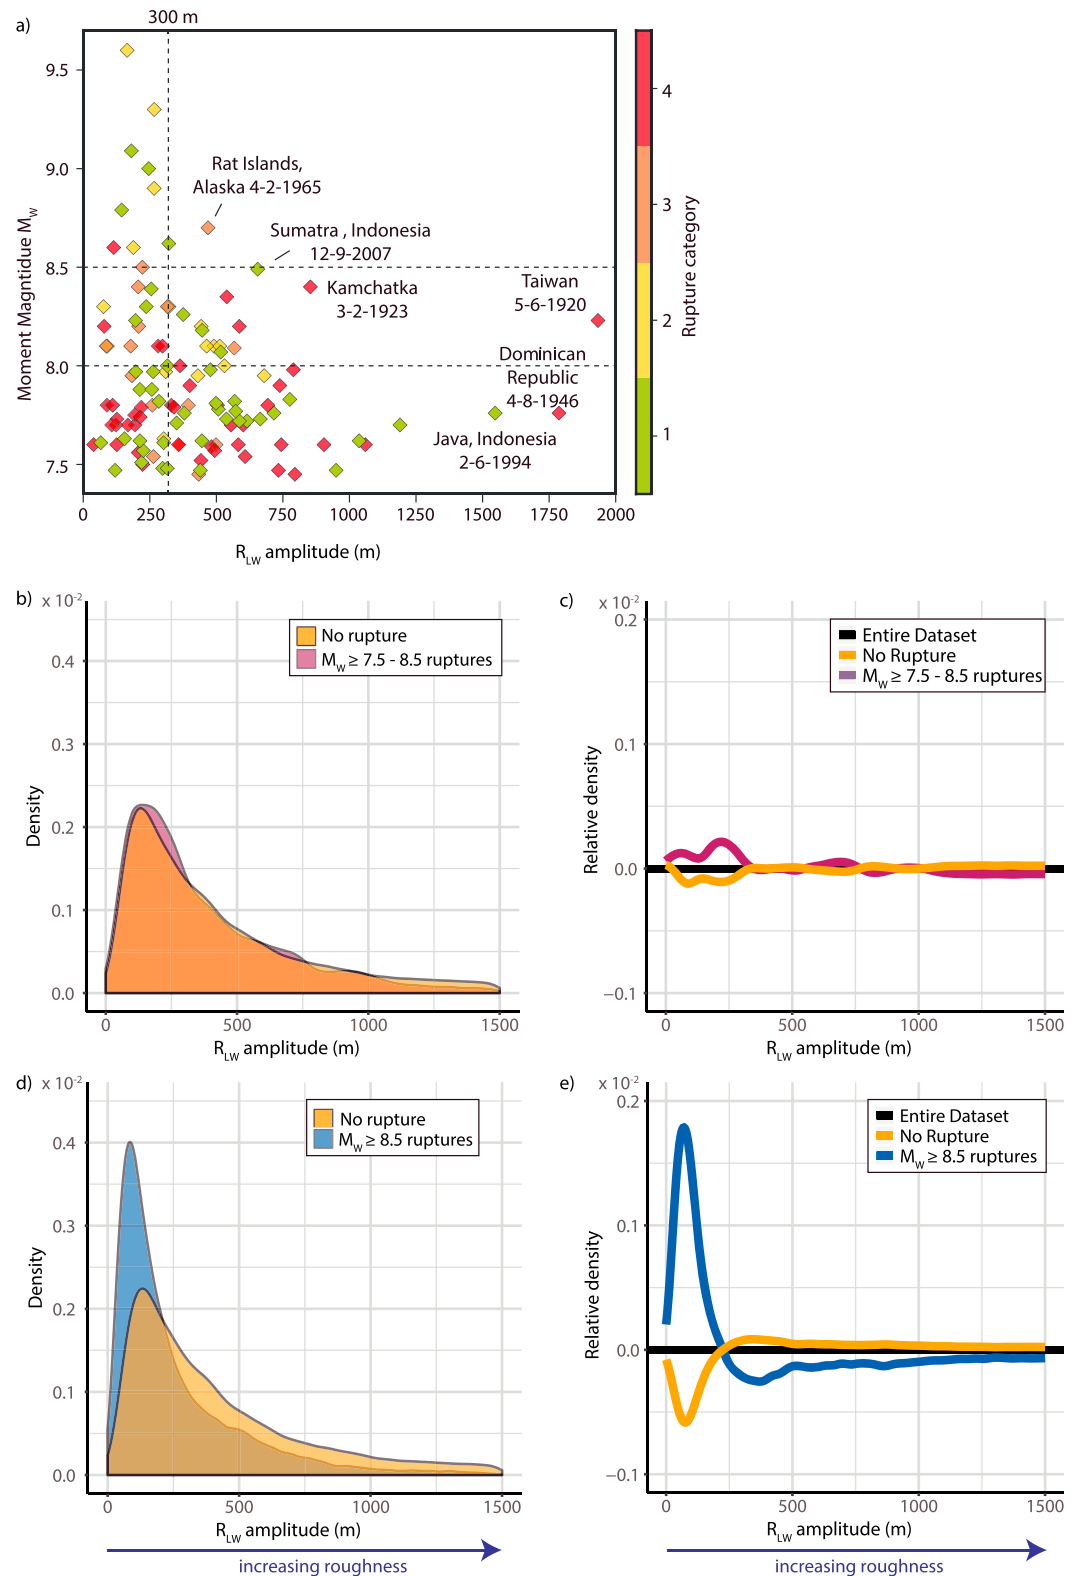 a)
300 m
9.5
9.0
8.5
8.0
7.5
Moment Magntidue MW
Rat Islands,
Alaska 4-2-1965
Sumatra , Indonesia
12-9-2007
Kamchatka
3-2-1923
Taiwan
5-6-1920
Dominican
Republic
4-8-1946
Java, Indonesia
2-6-1994
0 250 500 750 1000 1250 1500 1750 2000
RLW amplitude (m)
4
3
2
1
Rupture category
b)
x 10-2
0.4
0.3
0.2
0.1
0.0
Density
No rupture
MW ≥ 7.5 - 8.5 ruptures
0 500 1000 1500
RLW amplitude (m)
c)
x 10-2
0.2
0.1
0.0
−0.1
Relative density
Entire Dataset
No Rupture
MW ≥ 7.5 - 8.5 ruptures
0 500 1000 1500
RLW amplitude (m)
d)
x 10-2
0.4
0.3
0.2
0.1
0.0
Density
No rupture
MW ≥ 8.5 ruptures
0 500 1000 1500
RLW amplitude (m)
increasing roughness
e)
x 10-2
0.2
0.1
0.0
−0.1
Relative density
Entire Dataset
No Rupture
MW ≥ 8.5 ruptures
0 500 1000 1500
RLW amplitude (m)
increasing roughness